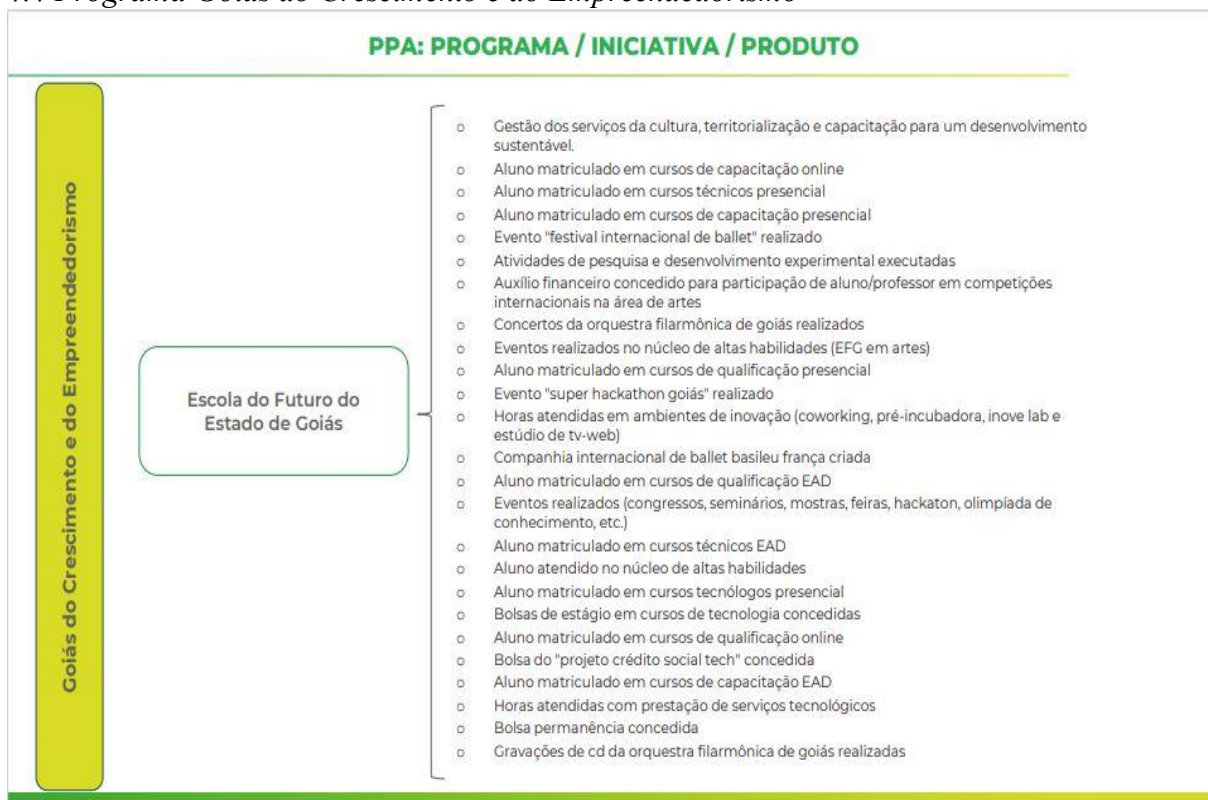 4.4 Programa Goiás do Crescimento e do Empreendedorismo
PPA: PROGRAMA / INICIATIVA / PRODUTO
Goiás do Crescimento e do Empreendedorismo
Escola do Futuro do
Estado de Goiás
o Gestão dos serviços da cultura, territorialização e capacitação para um desenvolvimento
sustentável.
o Aluno matriculado em cursos de capacitação online
o Aluno matriculado em cursos técnicos presencial
o Aluno matriculado em cursos de capacitação presencial
o Evento "festival internacional de ballet" realizado
o Atividades de pesquisa e desenvolvimento experimental executadas
o Auxílio financeiro concedido para participação de aluno/professor em competições
internacionais na área de artes
o Concertos da orquestra filarmônica de goiás realizados
o Eventos realizados no núcleo de altas habilidades (EFG em artes)
o Aluno matriculado em cursos de qualificação presencial
o Evento "super hackathon goiás" realizado
o Horas atendidas em ambientes de inovação (coworking, pré-incubadora, inove lab e
estúdio de tv-web)
o Companhia internacional de ballet basileu frança criada
o Aluno matriculado em cursos de qualificação EAD
o Eventos realizados (congressos, seminários, mostras, feiras, hackaton, olimpíada de
conhecimento, etc.)
o Aluno matriculado em cursos técnicos EAD
o Aluno atendido no núcleo de altas habilidades
o Aluno matriculado em cursos tecnólogos presencial
o Bolsas de estágio em cursos de tecnologia concedidas
o Aluno matriculado em cursos de qualificação online
o Bolsa do "projeto crédito social tech" concedida
o Aluno matriculado em cursos de capacitação EAD
o Horas atendidas com prestação de serviços tecnológicos
o Bolsa permanência concedida
o Gravações de cd da orquestra filarmônica de goiás realizadas